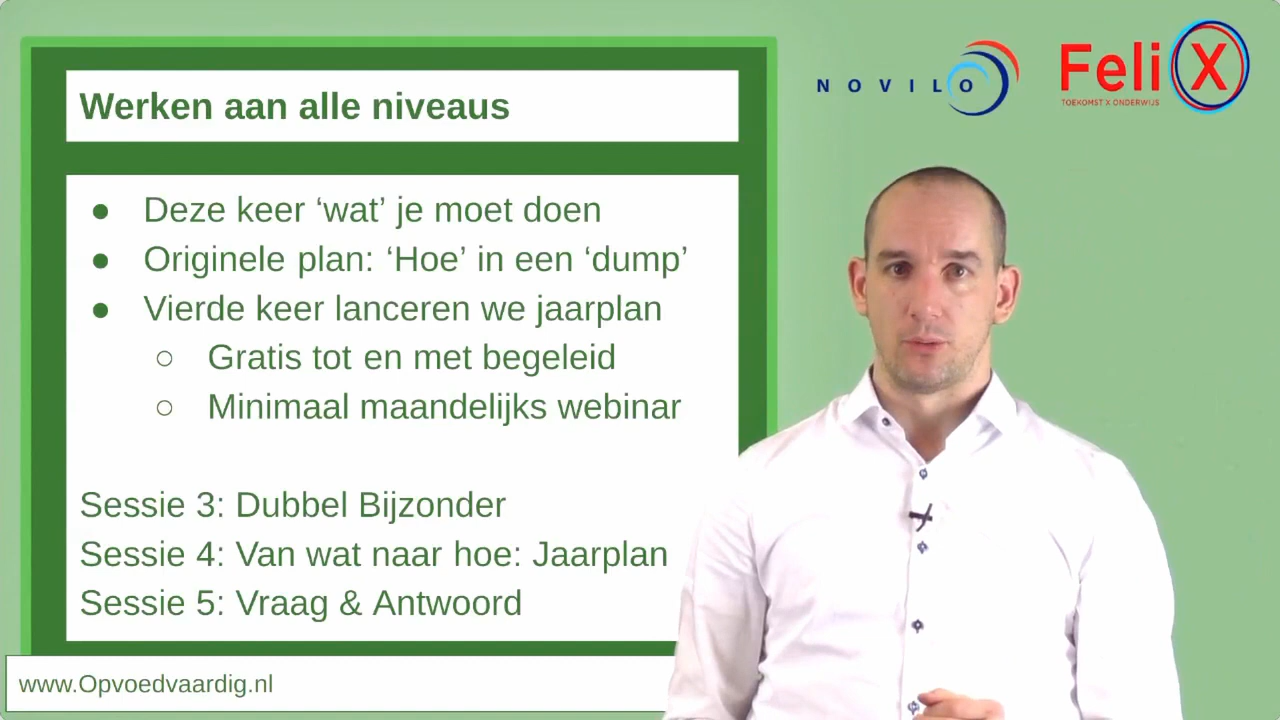 NOVILO
FeliX
TOEKOMST X ONDERWIJS
Werken aan alle niveaus
● Deze keer ‘wat’ je moet doen
● Originele plan: ‘Hoe’ in een ‘dump’
● Vierde keer lanceren we jaarplan
○ Gratis tot en met begeleid
○ Minimaal maandelijks webinar
Sessie 3: Dubbel Bijzonder
Sessie 4: Van wat naar hoe: Jaarplan
Sessie 5: Vraag & Antwoord
www.Opvoedvaardig.nl